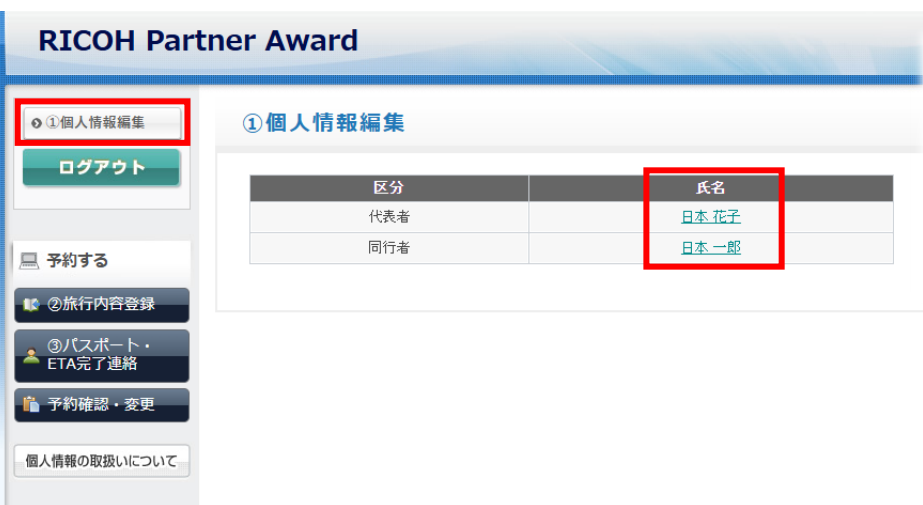 RICOH Partner Award
①個人情報編集
ログアウト
予約する
②旅行内容登録
③パスポート・
ETA完了連絡
予約確認・変更
個人情報の取扱いについて
①個人情報編集
区分 氏名
代表者 日本 花子
同行者 日本 一郎